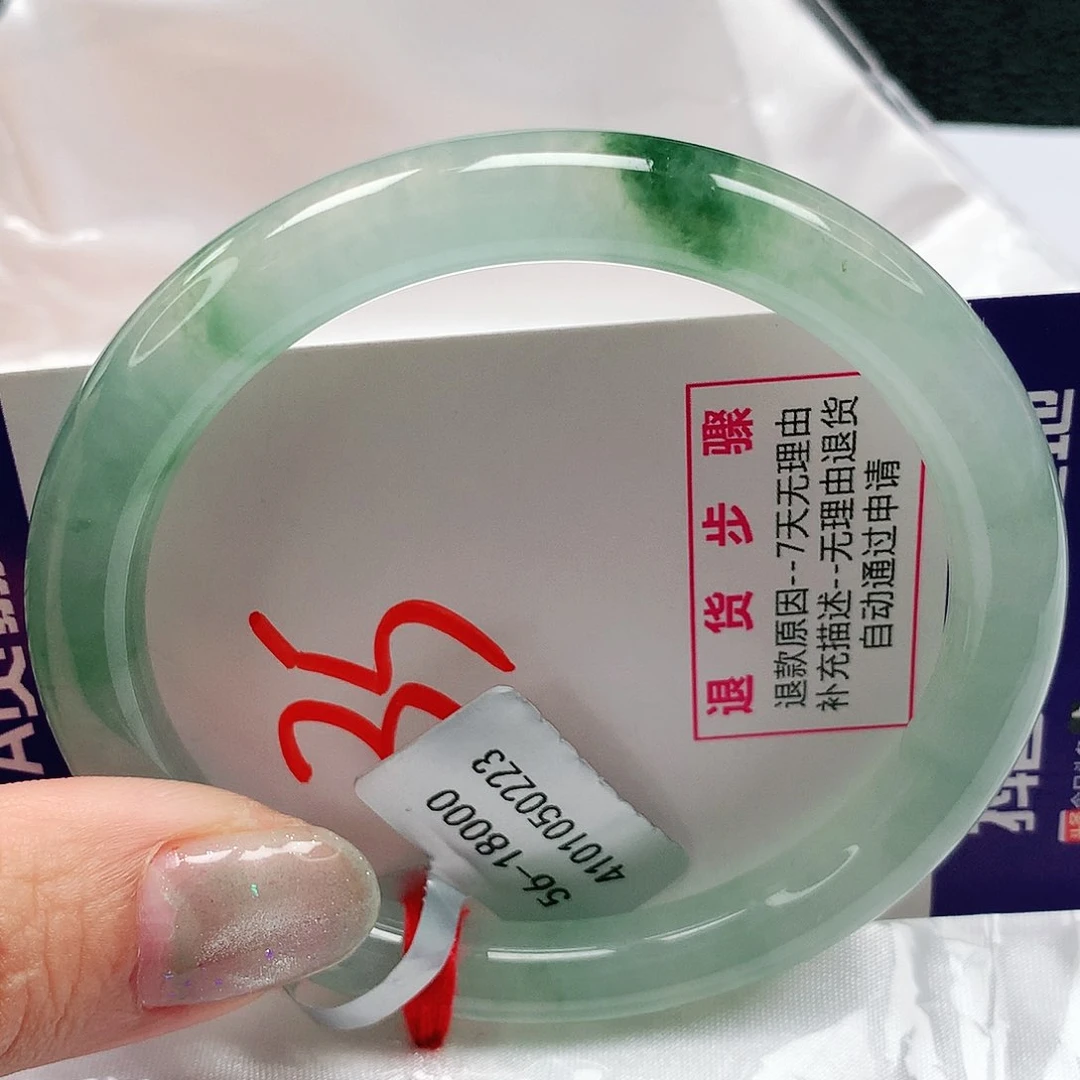 退货步骤
退款原因--7天无理由
补充描述--无理由退货
自动通过申请
35
56-18000
4101050223